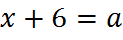 x + 6 = a